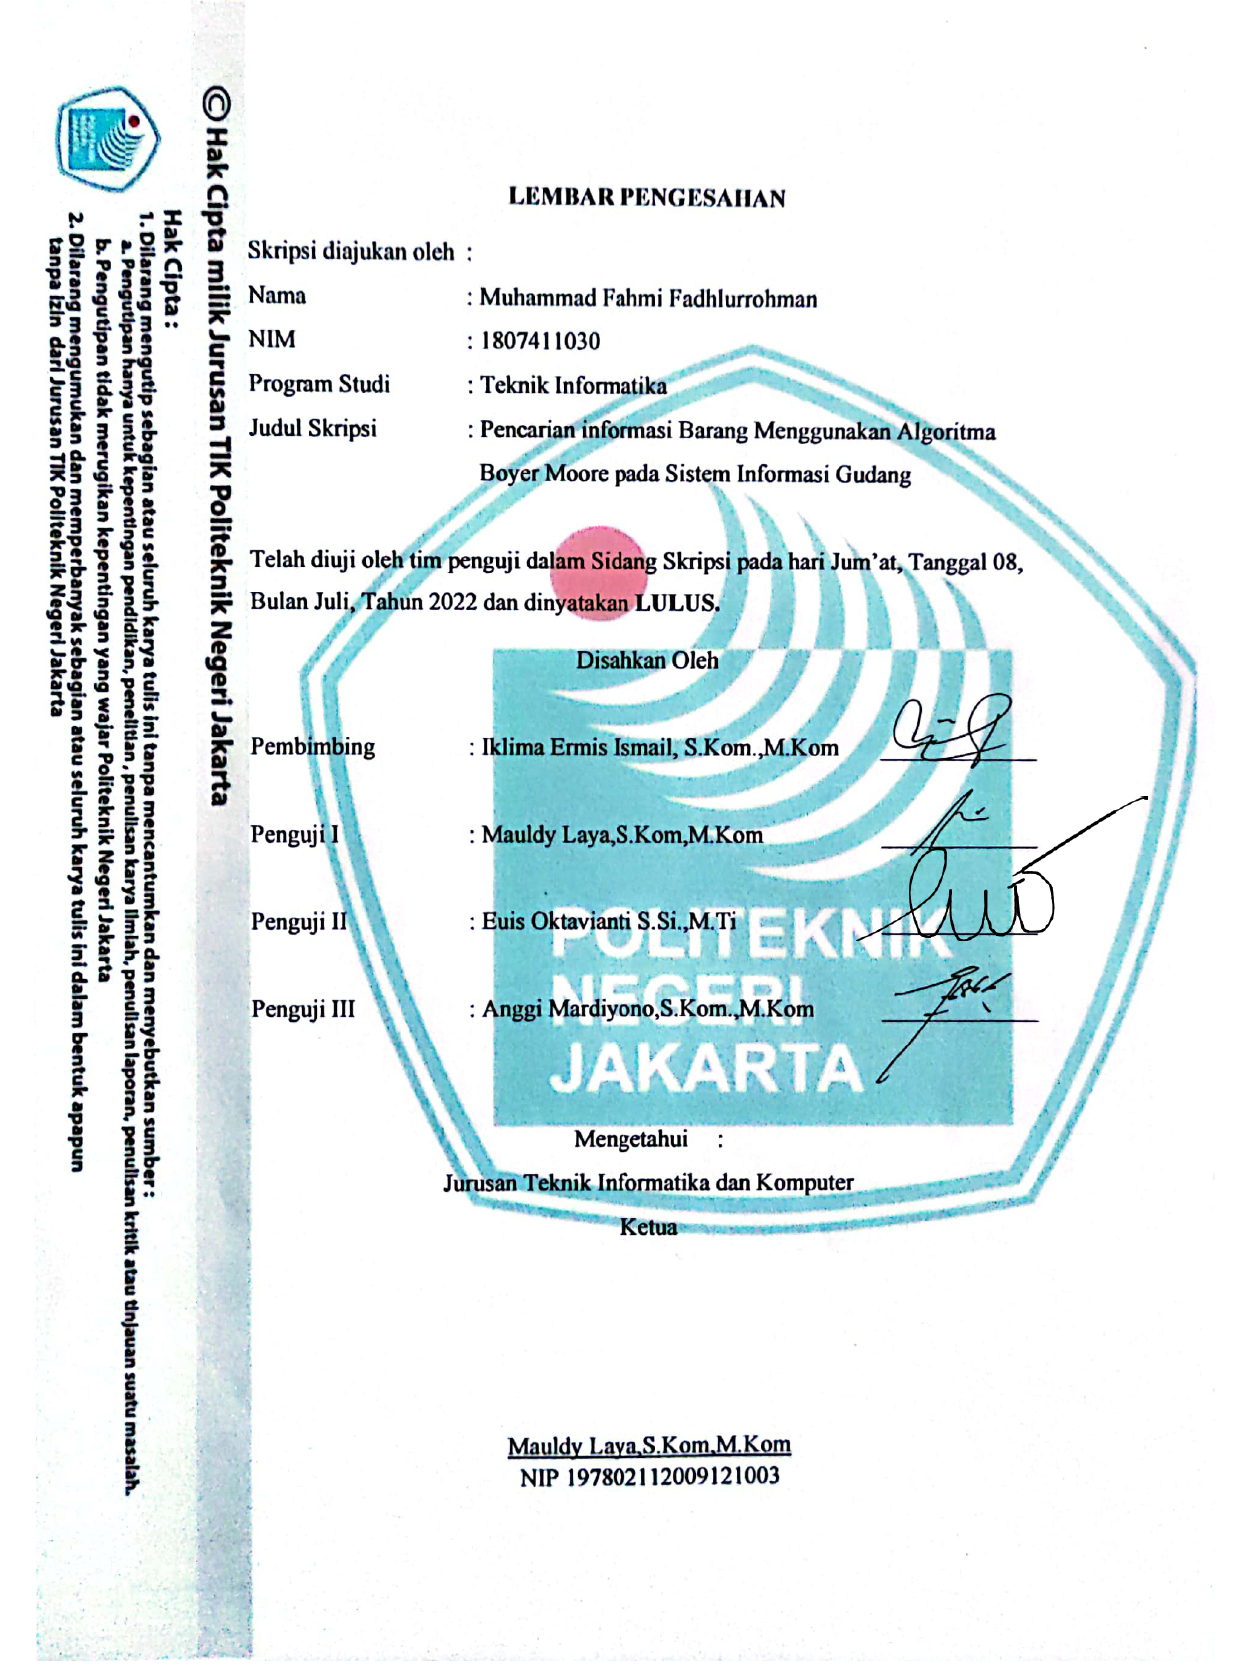 © Hak Cipta milik Jurusan TIK Politeknik Negeri Jakarta
Hak Cipta :
1. Dilarang mengutip sebagian atau seluruh karya tulis ini tanpa mencantumkan dan menyebutkan sumber :
a. Pengutipan hanya untuk kepentingan pendidikan, penelitian, penulisan karya ilmiah, penulisan laporan, penulisan kritik atau tinjauan suatu masalah.
b. Pengutipan tidak merugikan kepentingan yang wajar Politeknik Negeri Jakarta
2. Dilarang mengumukan dan memperbanyak sebagian atau seluruh karya tulis ini dalam bentuk apapun
tanpa izin dari Jurusan TIK Politeknik Negeri Jakarta
LEMBAR PENGESAHAN
Skripsi diajukan oleh :
Nama : Muhammad Fahmi Fadhlurrohman
NIM : 1807411030
Program Studi : Teknik Informatika
Judul Skripsi : Pencarian informasi Barang Menggunakan Algoritma
Boyer Moore pada Sistem Informasi Gudang
Telah diuji oleh tim penguji dalam Sidang Skripsi pada hari Jum'at, Tanggal 08,
Bulan Juli, Tahun 2022 dan dinyatakan LULUS.
Disahkan Oleh
Pembimbing : Iklima Ermis Ismail, S.Kom.,M.Kom
Penguji I : Mauldy Laya,S.Kom,M.Kom
Penguji II : Euis Oktavianti S.Si.,M.Ti
Penguji III : Anggi Mardiyono,S.Kom.,M.Kom
POLITEKNIK
NEGERI
JAKARTA
Mengetahui :
Jurusan Teknik Informatika dan Komputer
Ketua
Mauldy Laya,S.Kom,M.Kom
NIP 197802112009121003